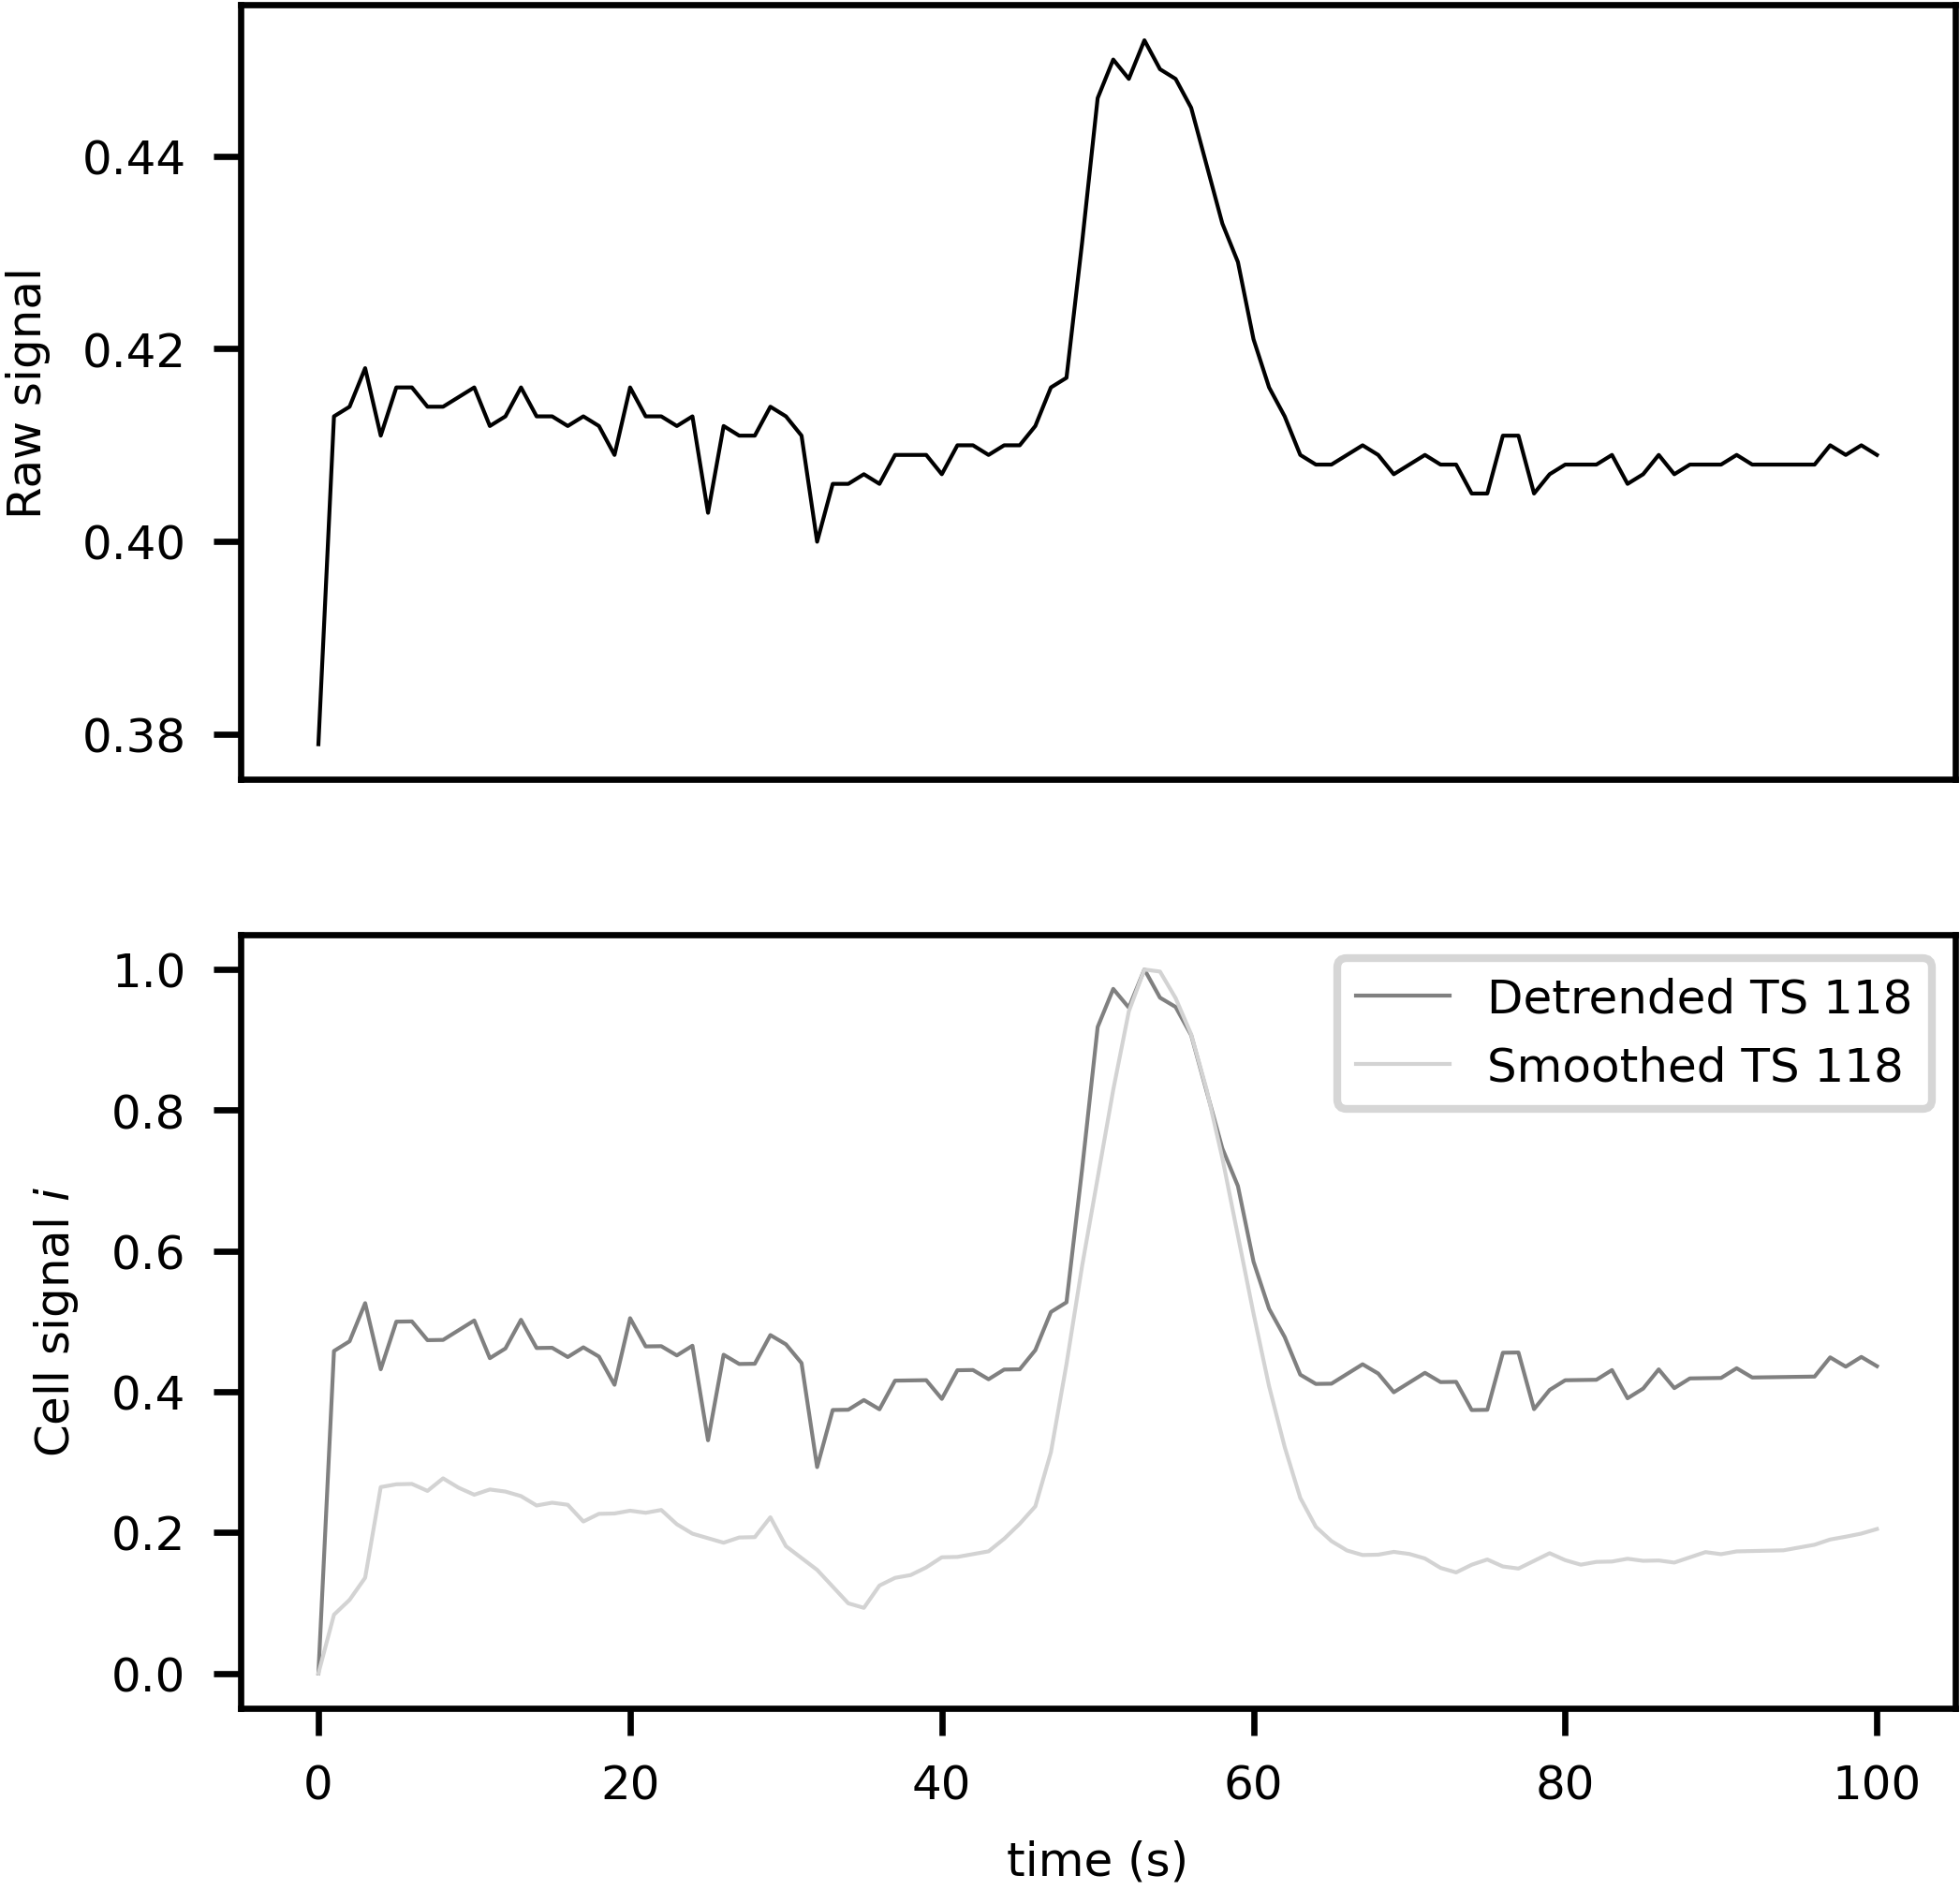 Raw signal
0.44
0.42
0.40
0.38
Cell signal i
1.0
0.8
0.6
0.4
0.2
0.0
Detrended TS 118
Smoothed TS 118
0 20 40 60 80 100
time (s)